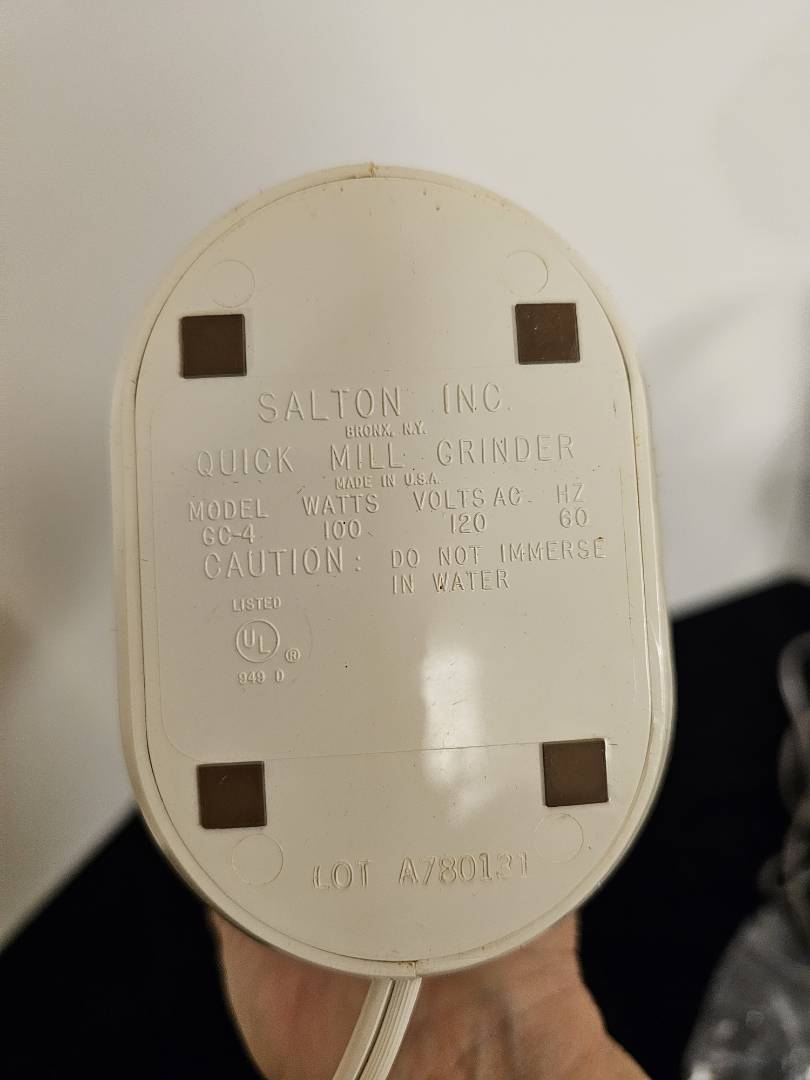 SALTON INC.
BRONX, N.Y.
QUICK MILL GRINDER
MADE IN U.S.A.
MODEL WATTS VOLTS AC HZ
GC-4 100 120 60
CAUTION: DO NOT IMMERSE
IN WATER
LISTED
UL ®
949 D
LOT A780131